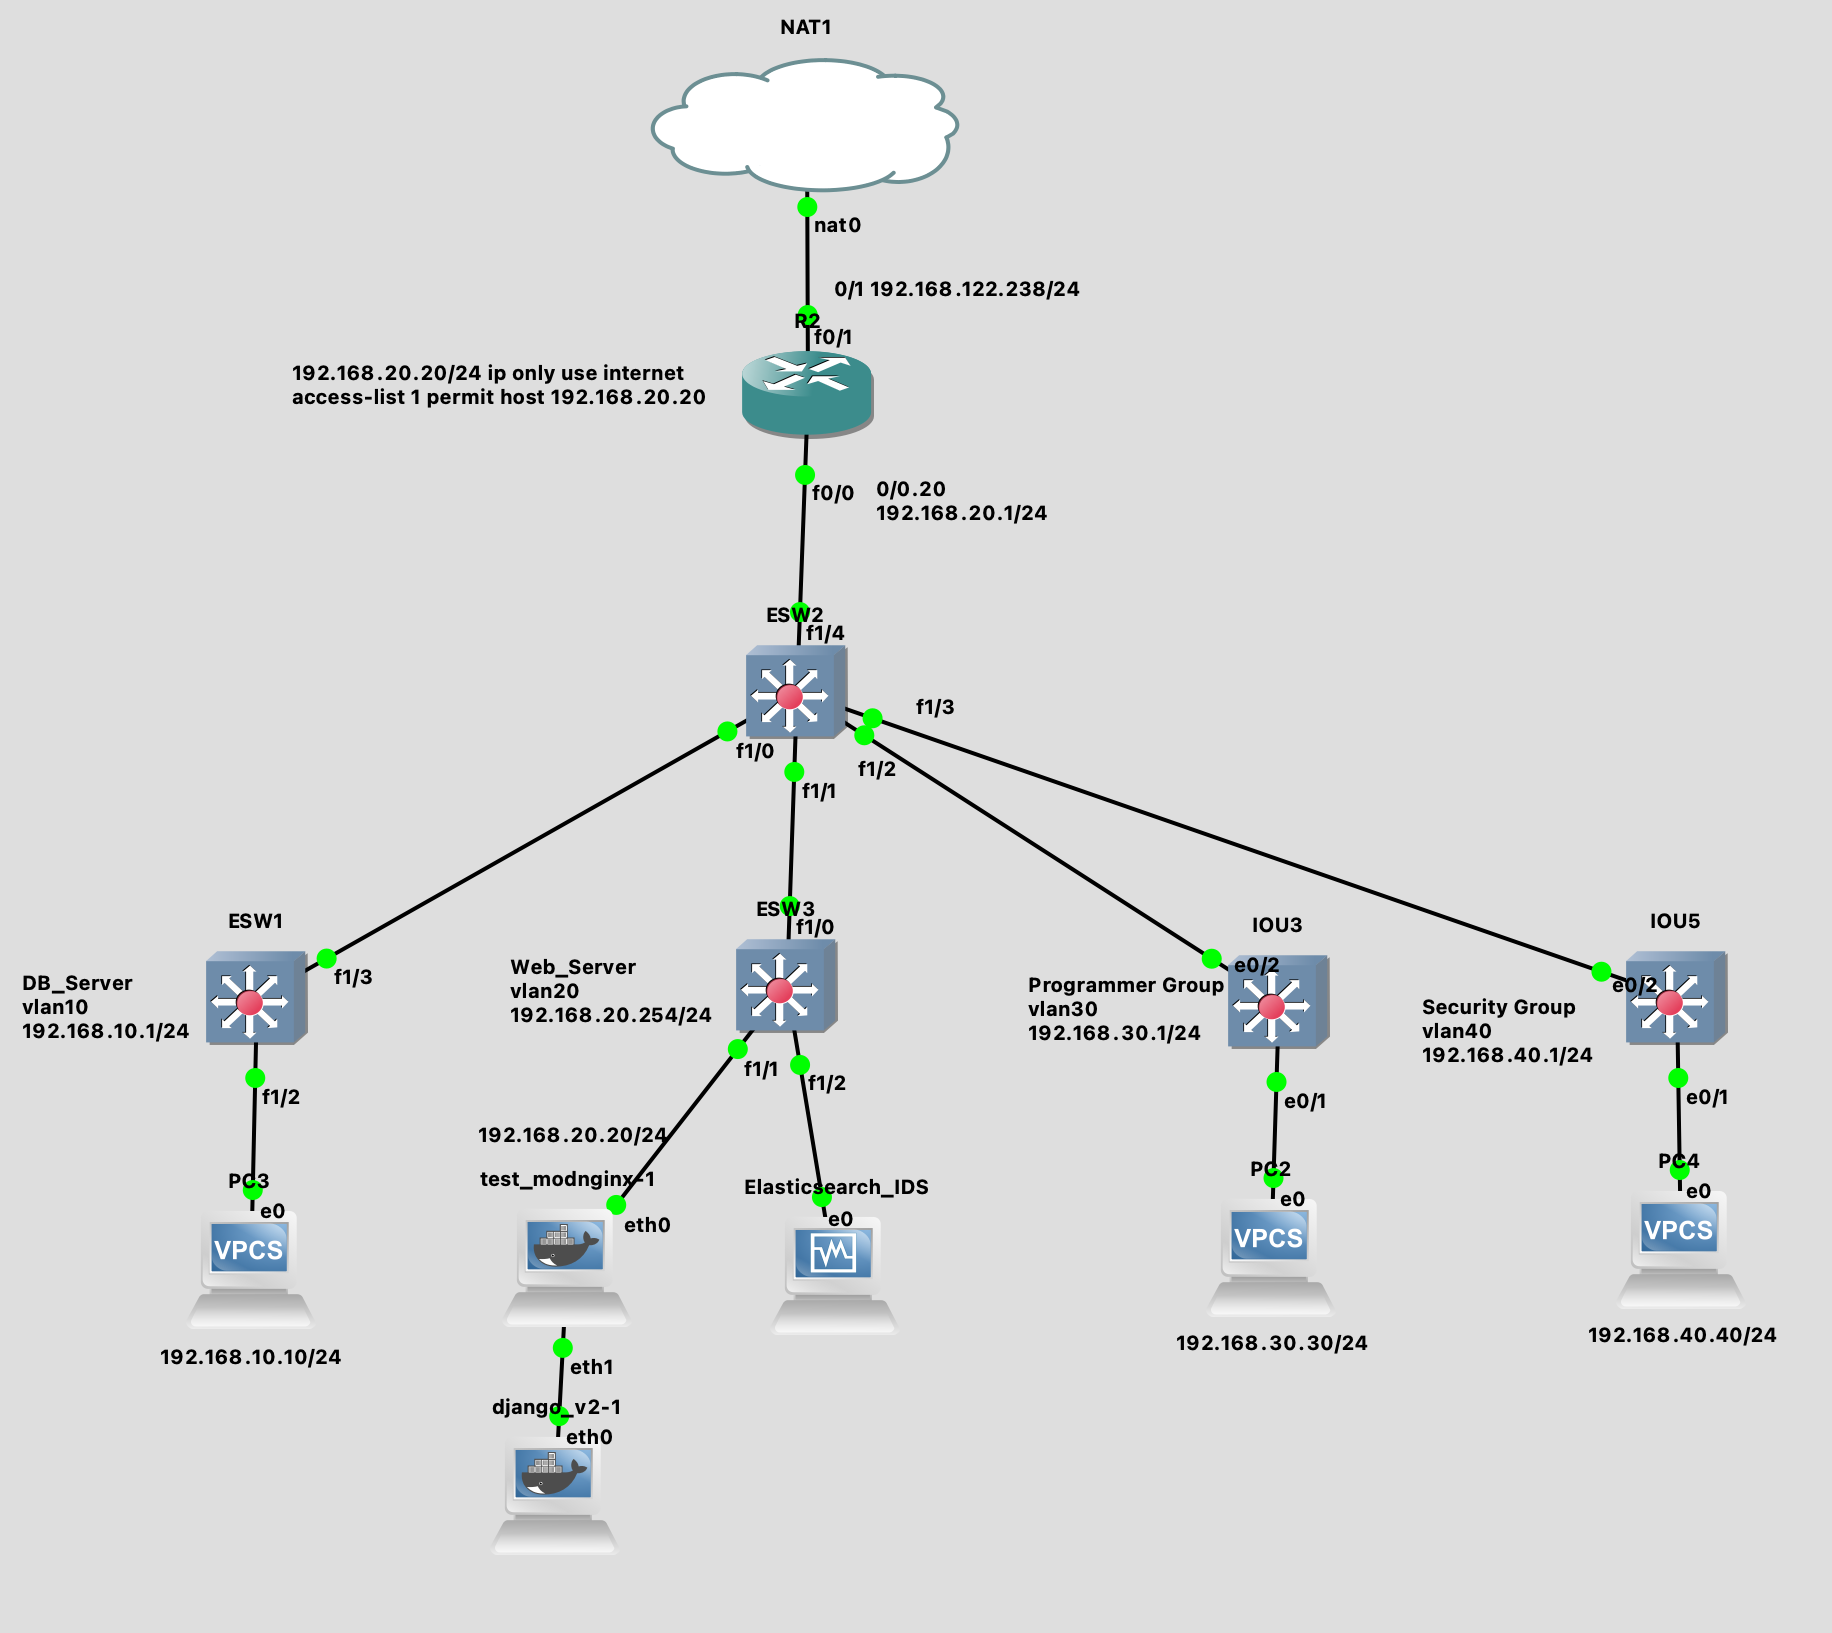 NAT1
nat0
0/1 192.168.122.238/24
R2
f0/1
192.168.20.20/24 ip only use internet
access-list 1 permit host 192.168.20.20
f0/0
0/0.20
192.168.20.1/24
ESW2
f1/4
f1/3
f1/0
f1/2
f1/1
ESW1
ESW3
f1/0
IOU3
IOU5
DB_Server
vlan10
192.168.10.1/24
f1/3
Web_Server
vlan20
192.168.20.254/24
e0/2
Programmer Group
vlan30
192.168.30.1/24
e0/2
Security Group
vlan40
192.168.40.1/24
f1/2
f1/1
f1/2
e0/1
e0/1
192.168.20.20/24
PC3
e0
test_modnginx-1
eth0
Elasticsearch_IDS
e0
PC2
e0
PC4
e0
VPCS
VPCS
VPCS
192.168.10.10/24
192.168.30.30/24
192.168.40.40/24
eth1
django_v2-1
eth0